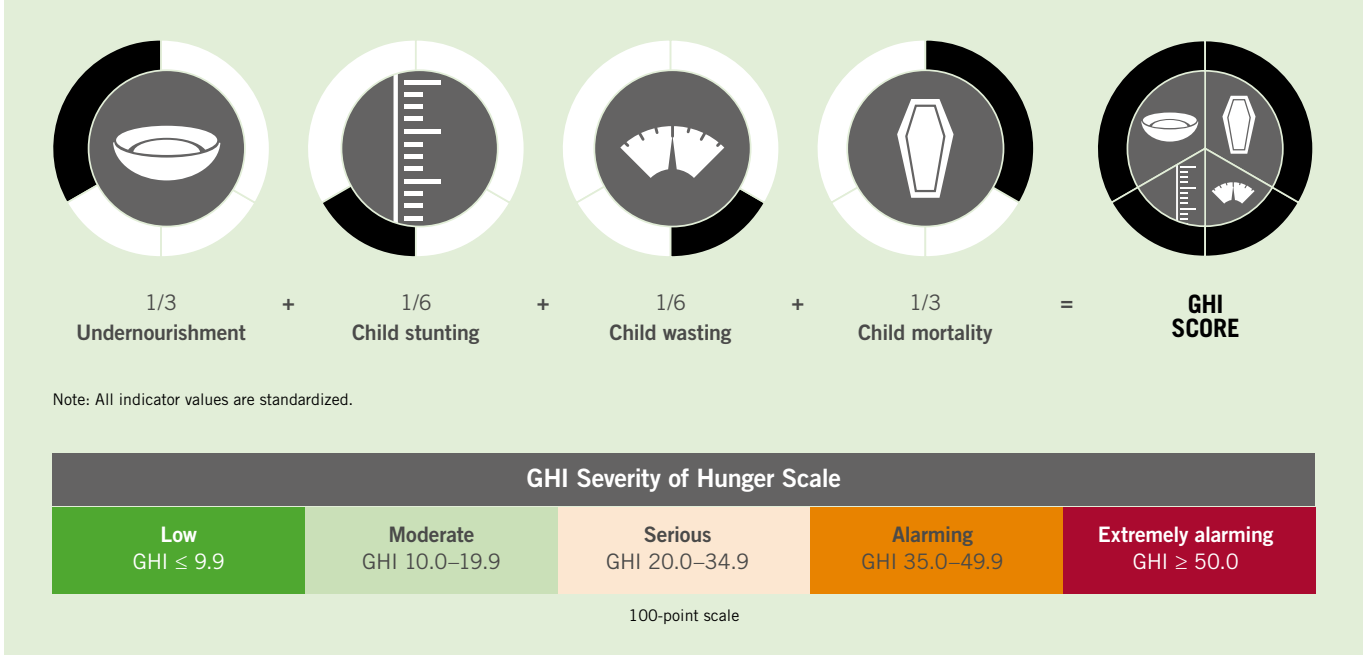 1/3 + 1/6 + 1/6 + 1/3 = GHI
Undernourishment Child stunting Child wasting Child mortality SCORE
Note: All indicator values are standardized.
GHI Severity of Hunger Scale
Low Moderate Serious Alarming Extremely alarming
GHI ≤ 9.9 GHI 10.0–19.9 GHI 20.0–34.9 GHI 35.0–49.9 GHI ≥ 50.0
100-point scale